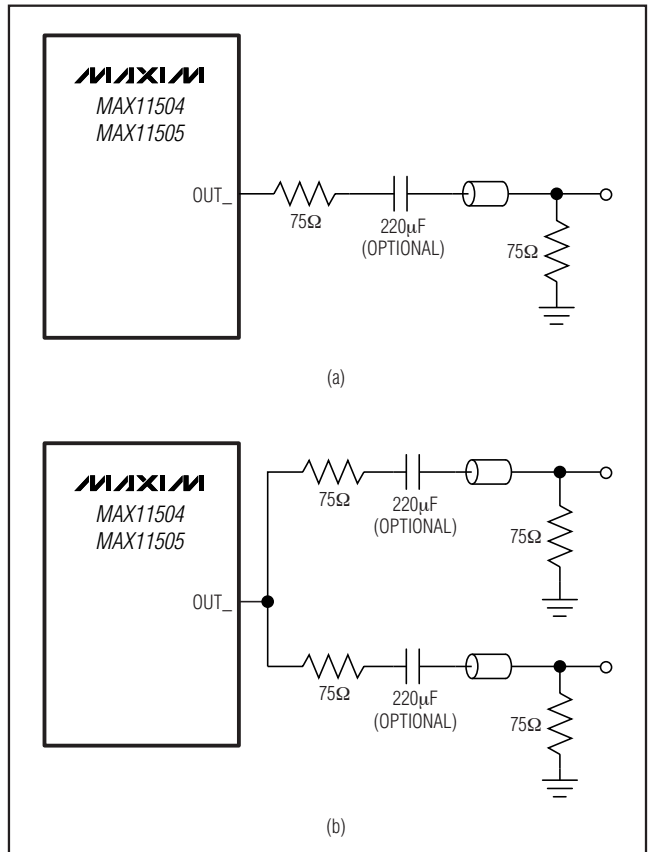 MAXIM
MAX11504
MAX11505
OUT_
75Ω
220µF
(OPTIONAL)
75Ω
(a)
MAXIM
MAX11504
MAX11505
OUT_
75Ω
220µF
(OPTIONAL)
75Ω
75Ω
220µF
(OPTIONAL)
75Ω
(b)